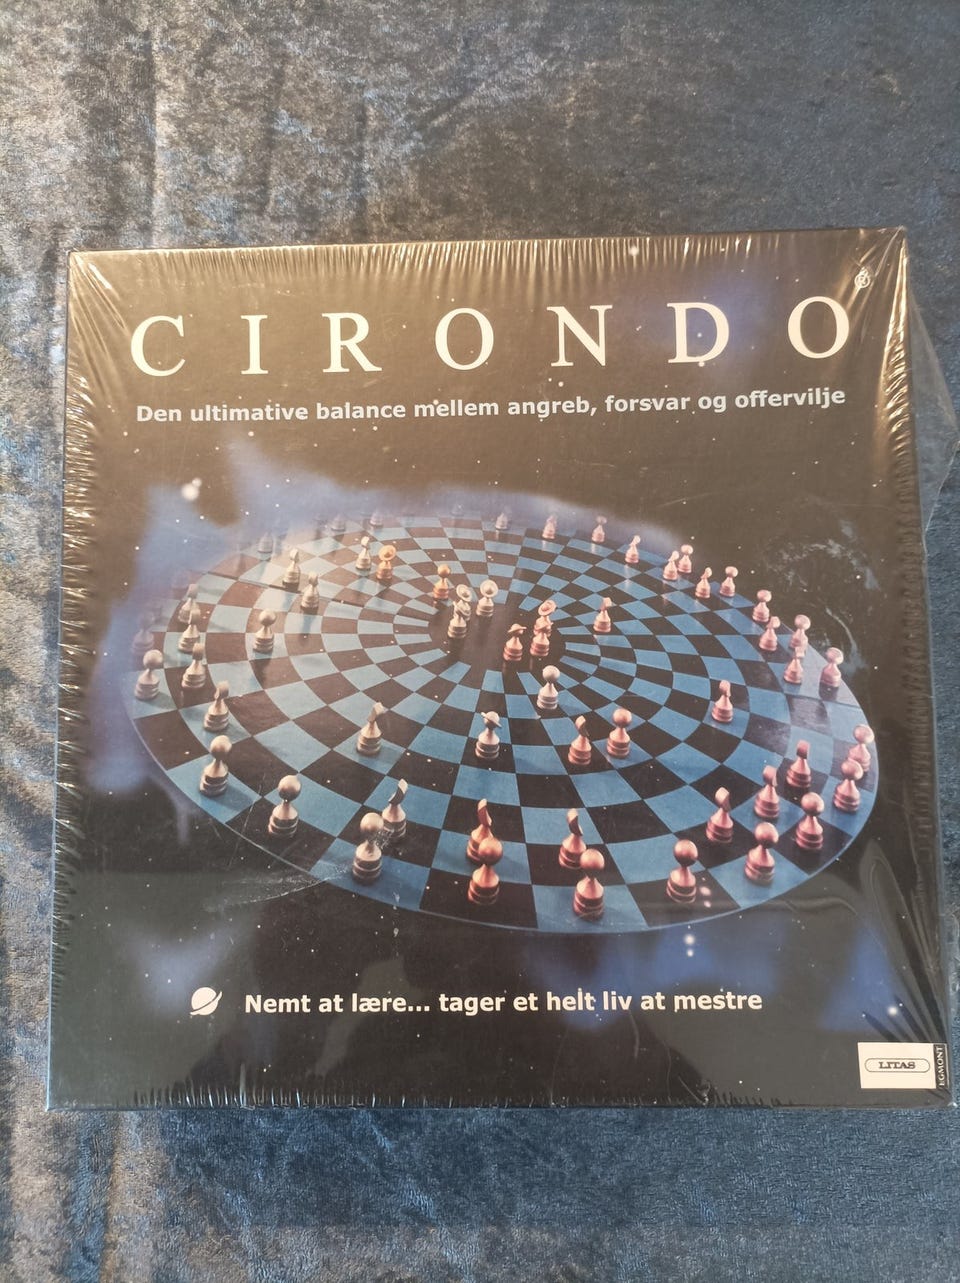 CIRONDO®
Den ultimative balance mellem angreb, forsvar og offervilje
Nemt at lære... tager et helt liv at mestre
LITAS
EGMONT